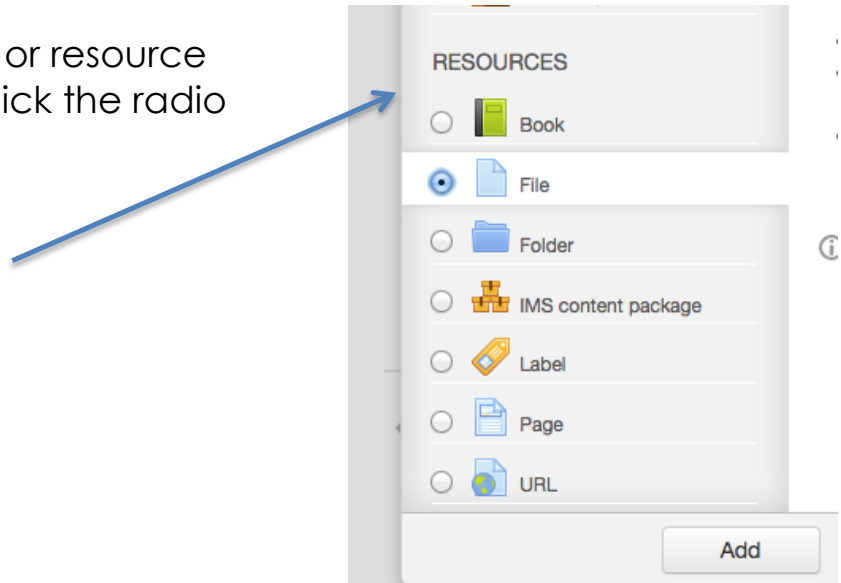 or resource
ick the radio
RESOURCES
Book
File
Folder
IMS content package
Label
Page
URL
Add